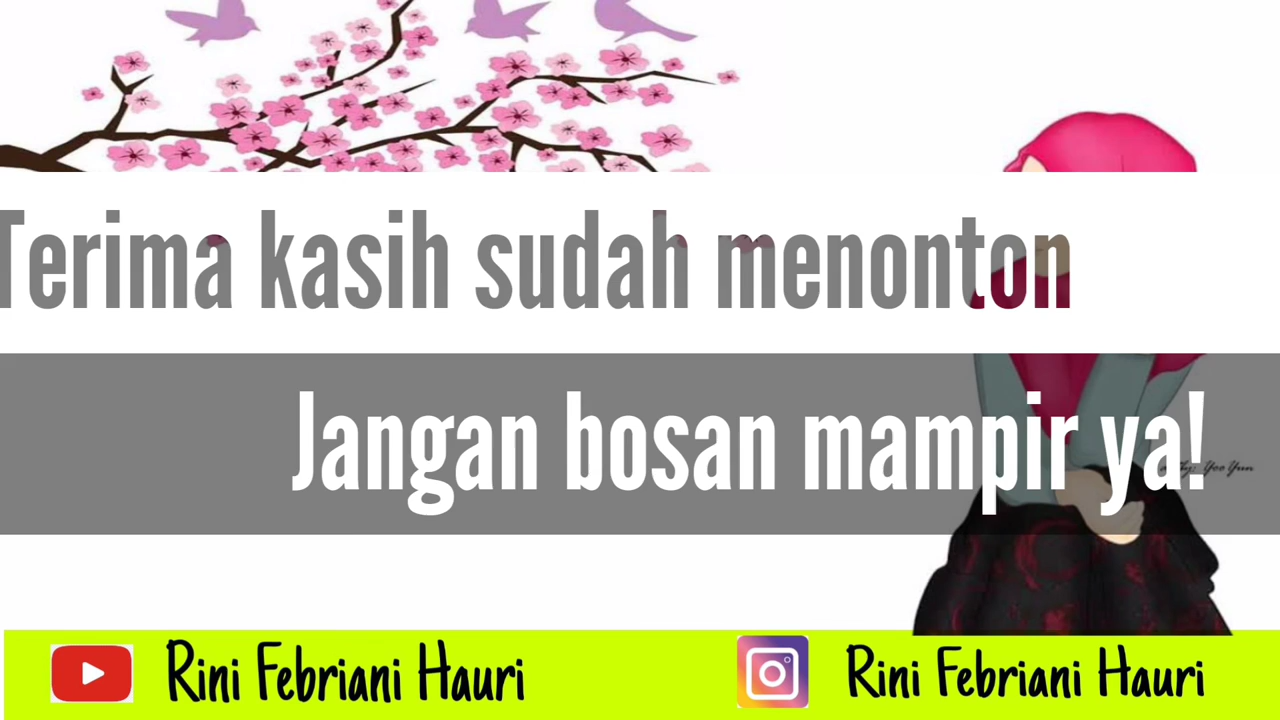 Terima kasih sudah menonton
Jangan bosan mampir ya!
Rini Febriani Hauri
Rini Febriani Hauri